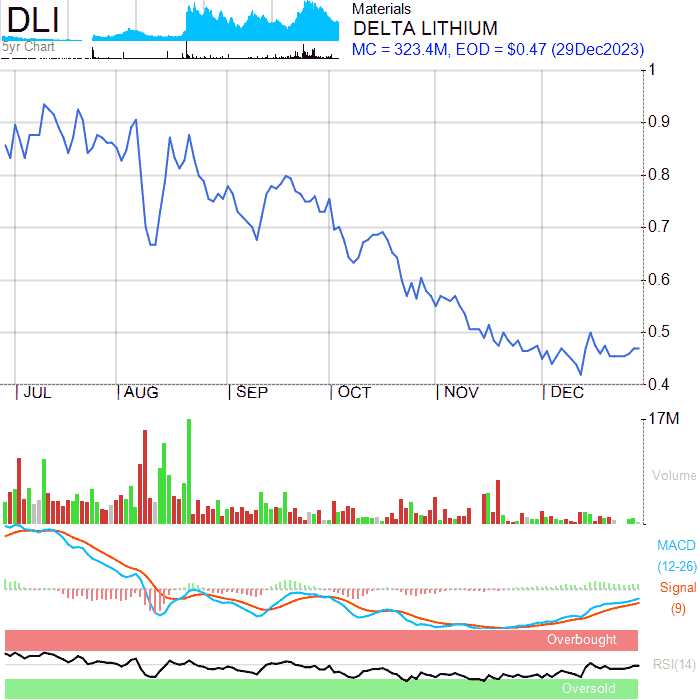 DLI
5yr Chart
Materials
DELTA LITHIUM
MC = 323.4M, EOD = $0.47 (29Dec2023)
1
0.9
0.8
0.7
0.6
0.5
0.4
JUL AUG SEP OCT NOV DEC
17M
Volume
MACD
(12-26)
Signal
(9)
Overbought
RSI(14)
Oversold